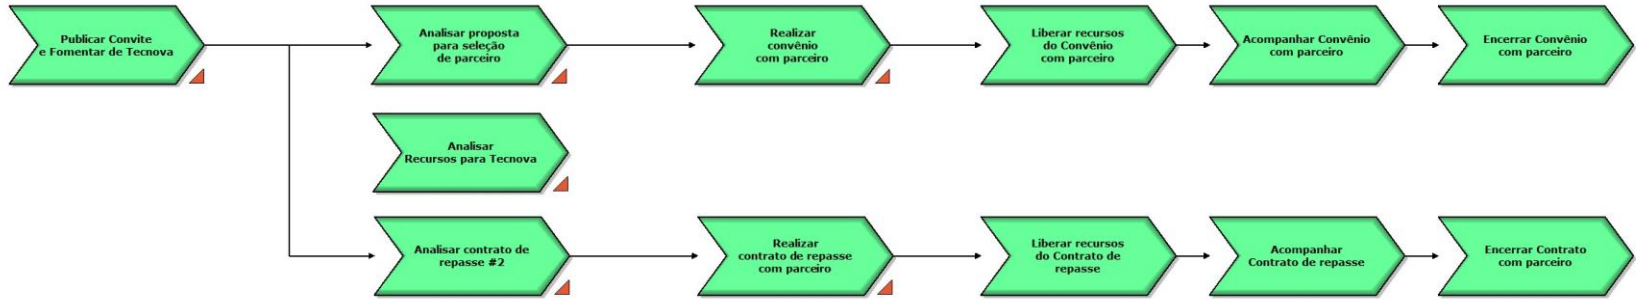 Publicar Convite
e Fomentar de Tecnova
Analisar proposta
para seleção
de parceiro
Realizar
convênio
com parceiro
Liberar recursos
do Convênio
com parceiro
Acompanhar Convênio
com parceiro
Encerrar Convênio
com parceiro
Analisar
Recursos para Tecnova
Analisar contrato de
repasse #2
Realizar
contrato de repasse
com parceiro
Liberar recursos
do Contrato de
repasse
Acompanhar
Contrato de repasse
Encerrar Contrato
com parceiro